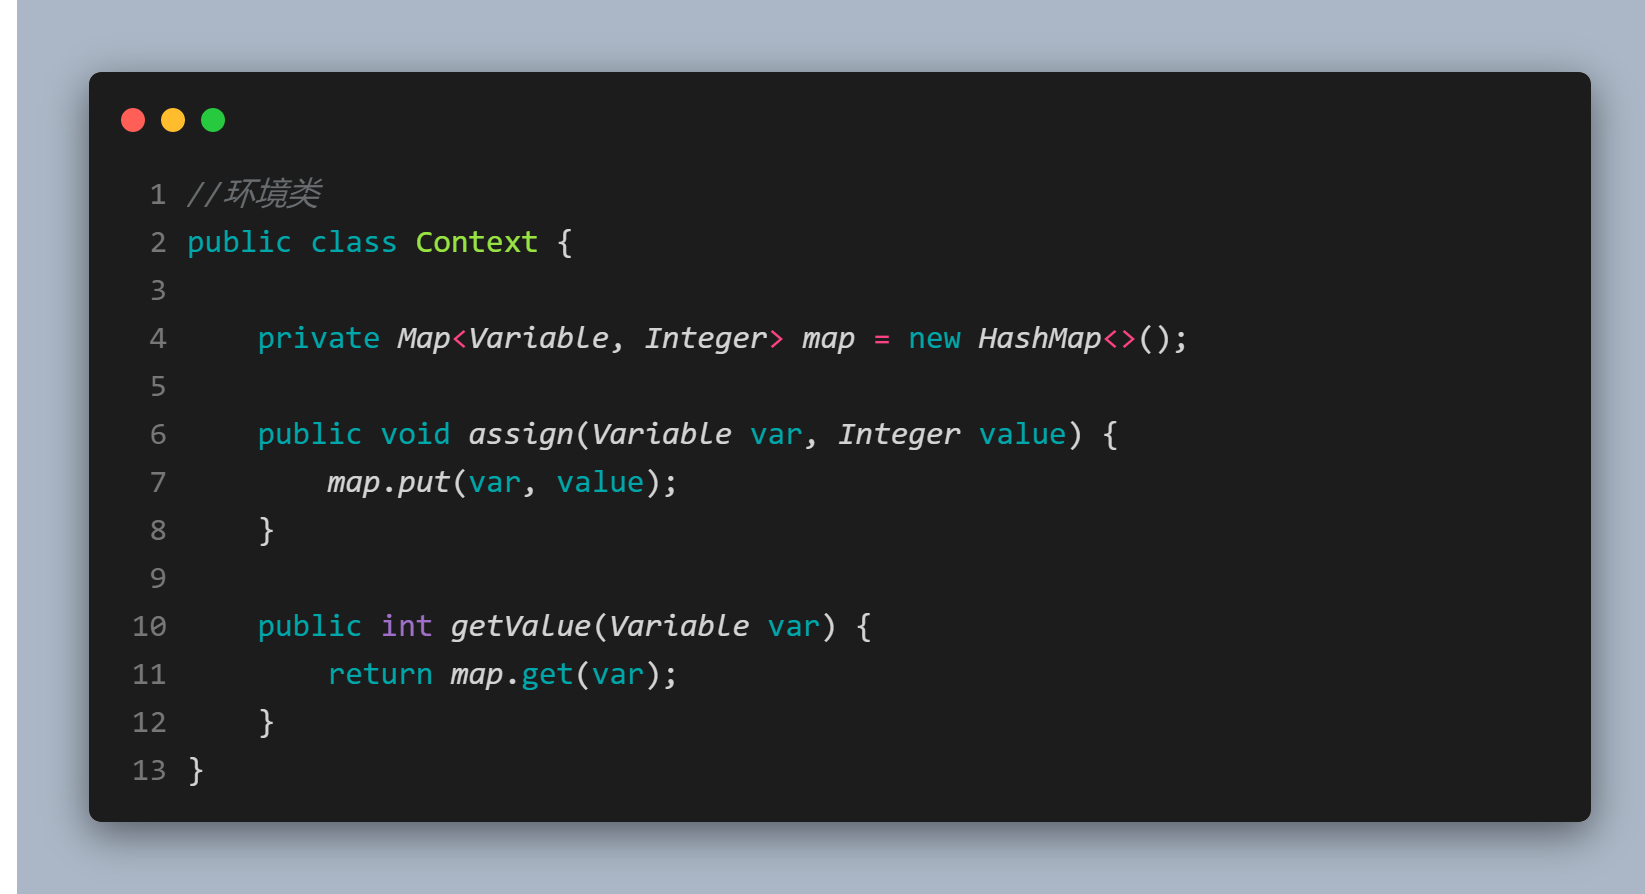 1 //环境类
2 public class Context {
3
4     private Map<Variable, Integer> map = new HashMap<>();
5
6     public void assign(Variable var, Integer value) {
7         map.put(var, value);
8     }
9
10     public int getValue(Variable var) {
11         return map.get(var);
12     }
13 }